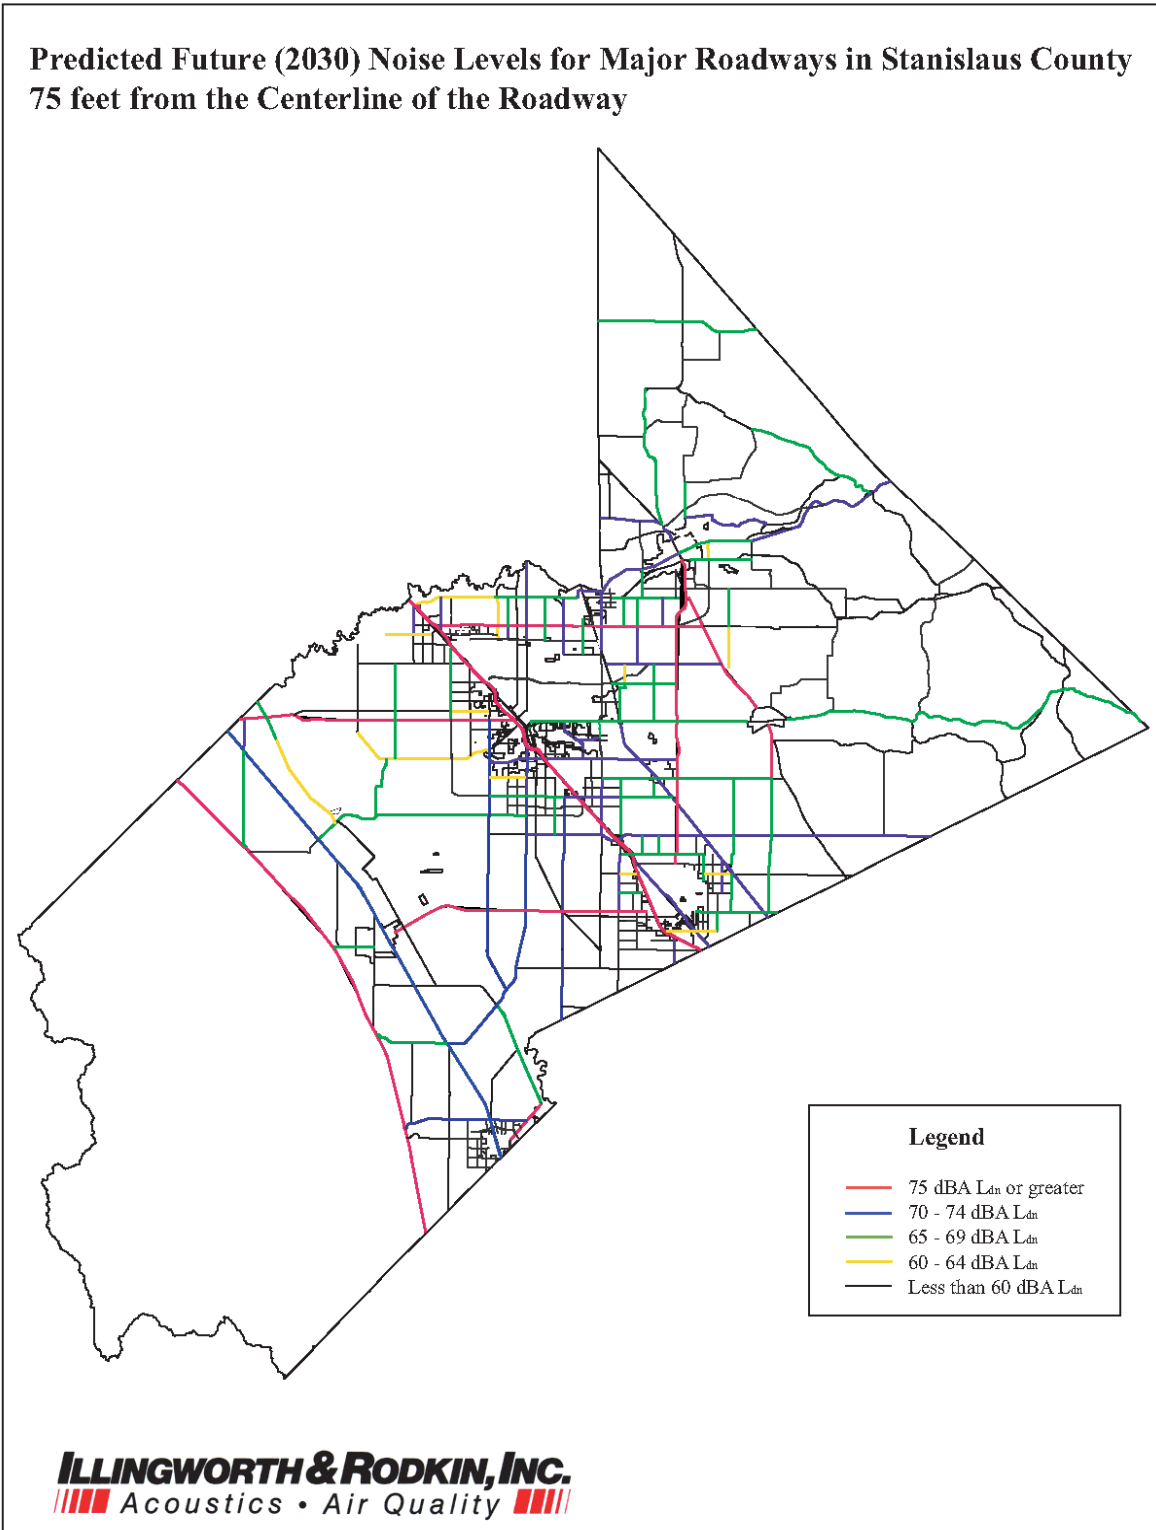 Predicted Future (2030) Noise Levels for Major Roadways in Stanislaus County
75 feet from the Centerline of the Roadway
Legend
75 dBA Ldn or greater
70 - 74 dBA Ldn
65 - 69 dBA Ldn
60 - 64 dBA Ldn
Less than 60 dBA Ldn
ILLINGWORTH & RODKIN, INC.
Acoustics • Air Quality